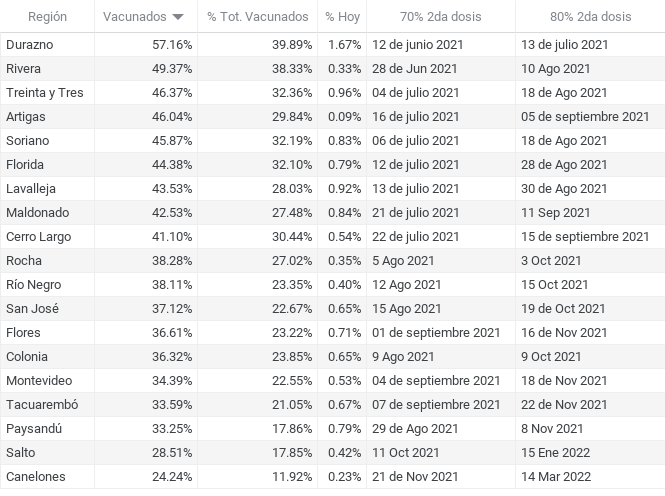 Región Vacunados % Tot. Vacunados % Hoy 70% 2da dosis 80% 2da dosis
Durazno 57.16% 39.89% 1.67% 12 de junio 2021 13 de julio 2021
Rivera 49.37% 38.33% 0.33% 28 de Jun 2021 10 Ago 2021
Treinta y Tres 46.37% 32.36% 0.96% 04 de julio 2021 18 de Ago 2021
Artigas 46.04% 29.84% 0.09% 16 de julio 2021 05 de septiembre 2021
Soriano 45.87% 32.19% 0.83% 06 de julio 2021 18 de Ago 2021
Florida 44.38% 32.10% 0.79% 12 de julio 2021 28 de Ago 2021
Lavalleja 43.53% 28.03% 0.92% 13 de julio 2021 30 de Ago 2021
Maldonado 42.53% 27.48% 0.84% 21 de julio 2021 11 Sep 2021
Cerro Largo 41.10% 30.44% 0.54% 22 de julio 2021 15 de septiembre 2021
Rocha 38.28% 27.02% 0.35% 5 Ago 2021 3 Oct 2021
Río Negro 38.11% 23.35% 0.40% 12 Ago 2021 15 Oct 2021
San José 37.12% 22.67% 0.65% 15 Ago 2021 19 de Oct 2021
Flores 36.61% 23.22% 0.71% 01 de septiembre 2021 16 de Nov 2021
Colonia 36.32% 23.85% 0.65% 9 Ago 2021 9 Oct 2021
Montevideo 34.39% 22.55% 0.53% 04 de septiembre 2021 18 de Nov 2021
Tacuarembó 33.59% 21.05% 0.67% 07 de septiembre 2021 22 de Nov 2021
Paysandú 33.25% 17.86% 0.79% 29 de Ago 2021 8 Nov 2021
Salto 28.51% 17.85% 0.42% 11 Oct 2021 15 Ene 2022
Canelones 24.24% 11.92% 0.23% 21 de Nov 2021 14 Mar 2022